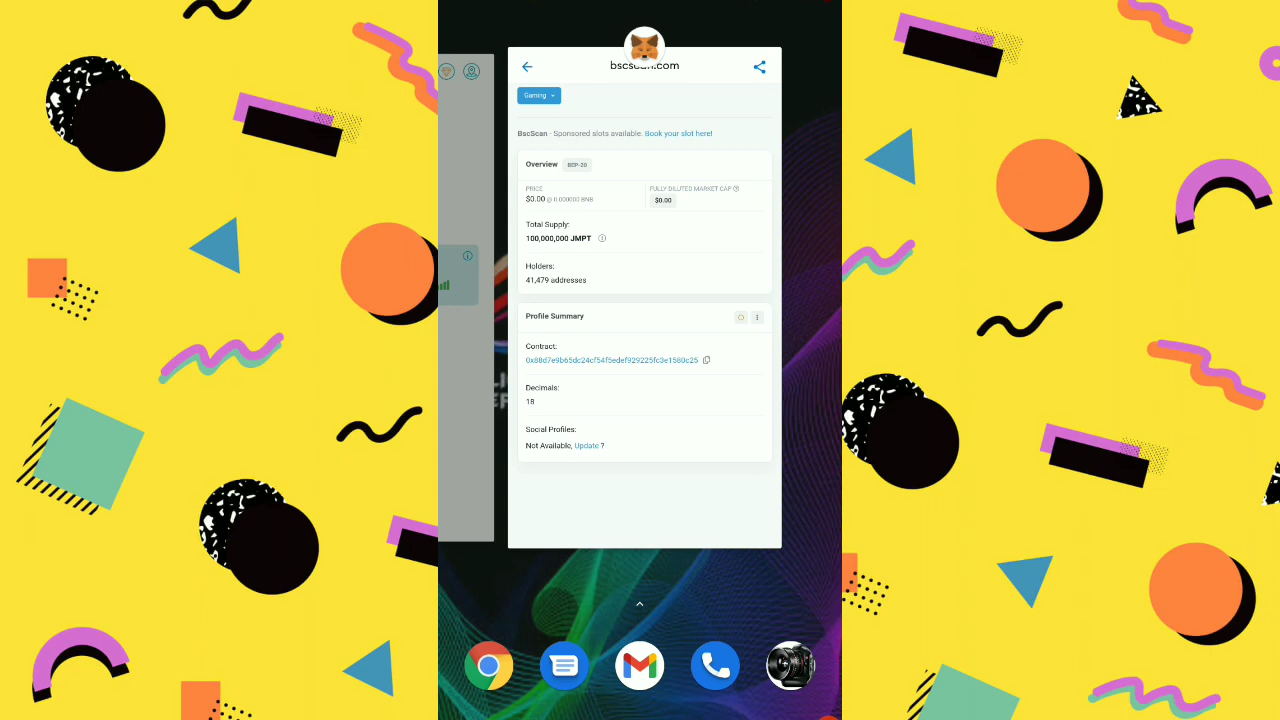 bscscan.com
Gaming
BscScan - Sponsored slots available. Book your slot here!
Overview BEP-20
PRICE
$0.00 @ 0.000000 BNB
FULLY DILUTED MARKET CAP
$0.00
Total Supply:
100,000,000 JMPT
Holders:
41,479 addresses
Profile Summary
Contract:
0x88d7e9b65dc24cf54f5edef929225fc3e1580c25
Decimals:
18
Social Profiles:
Not Available, Update ?